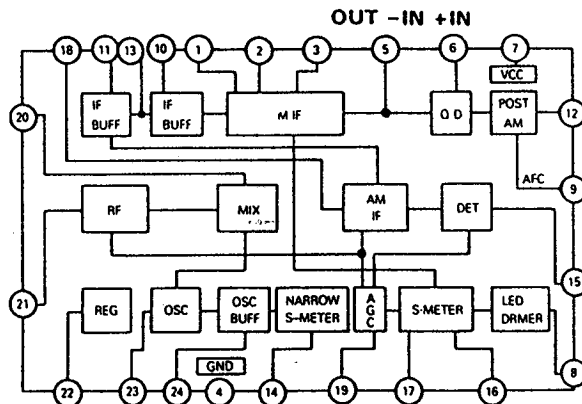 OUT -IN +IN
18 11 13 10 1 2 3 5 6 7
VCC
20
IF BUFF
IF BUFF
M IF
Q D
POST AM
12
AFC
9
RF
MIX
AM IF
DET
21
15
REG
OSC
OSC BUFF
NARROW S-METER
AGC
S-METER
LED DRMER
8
GND
22 23 24 4 14 19 17 16